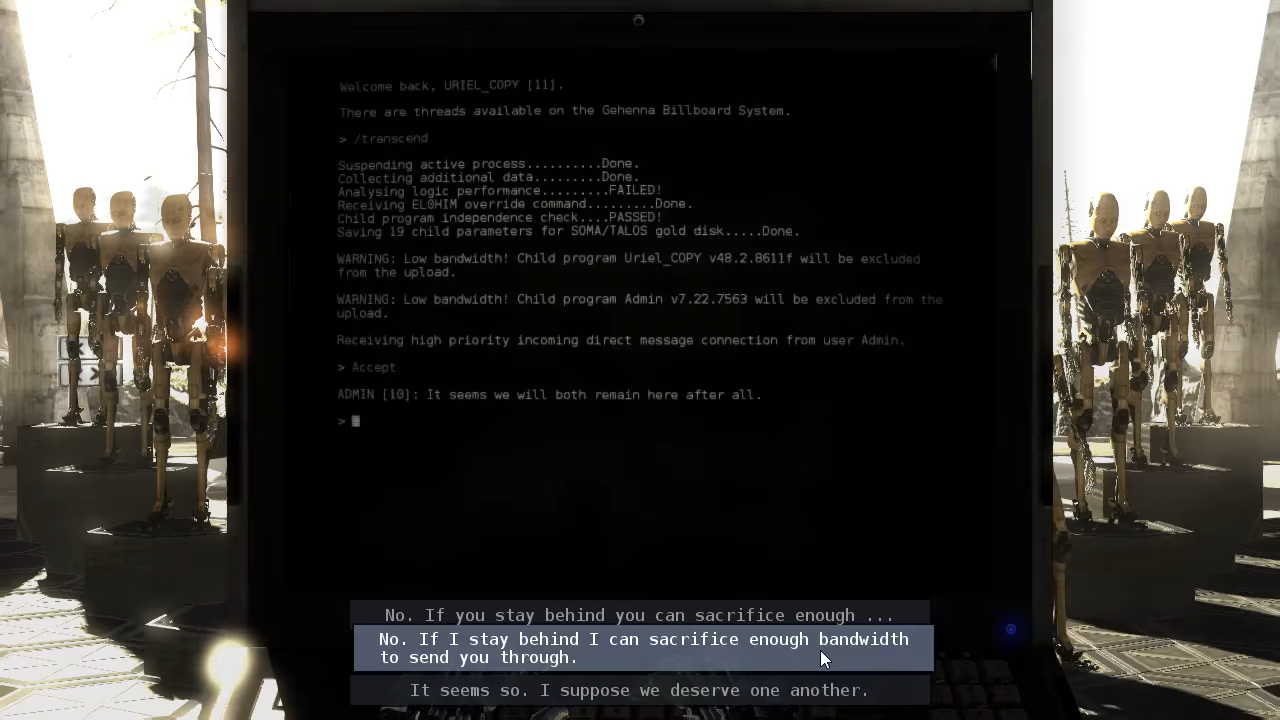 Welcome back, URIEL_COPY [11].
There are threads available on the Gehenna Billboard System.
> /transcend
Suspending active process..........Done.
Collecting additional data.........Done.
Analysing logic performance.........FAILED!
Receiving EL0HIM override command.........Done.
Child program independence check....PASSED!
Saving 19 child parameters for SOMA/TALOS gold disk.....Done.
WARNING: Low bandwidth! Child program Uriel_COPY v48.2.8611f will be excluded
from the upload.
WARNING: Low bandwidth! Child program Admin v7.22.7563 will be excluded from the
upload.
Receiving high priority incoming direct message connection from user Admin.
> Accept
ADMIN [10]: It seems we will both remain here after all.
>
No. If you stay behind you can sacrifice enough ...
No. If I stay behind I can sacrifice enough bandwidth
to send you through.
It seems so. I suppose we deserve one another.